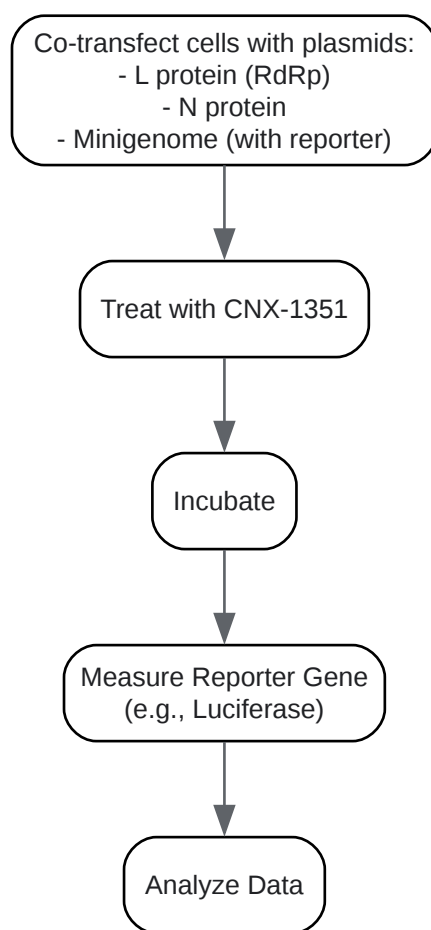 Co-transfect cells with plasmids:
- L protein (RdRp)
- N protein
- Minigenome (with reporter)
Treat with CNX-1351
Incubate
Measure Reporter Gene
(e.g., Luciferase)
Analyze Data